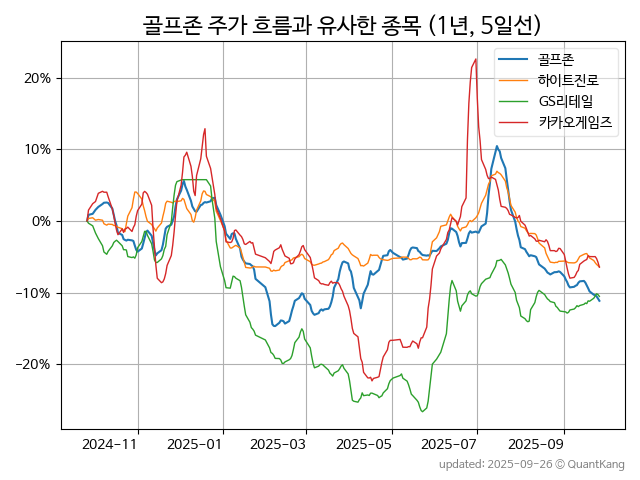 골프존 주가 흐름과 유사한 종목 (1년, 5일선)
골프존
하이트진로
GS리테일
카카오게임즈
20%
10%
0%
−10%
−20%
2024-11
2025-01
2025-03
2025-05
2025-07
2025-09
updated: 2025-09-26 © QuantKang